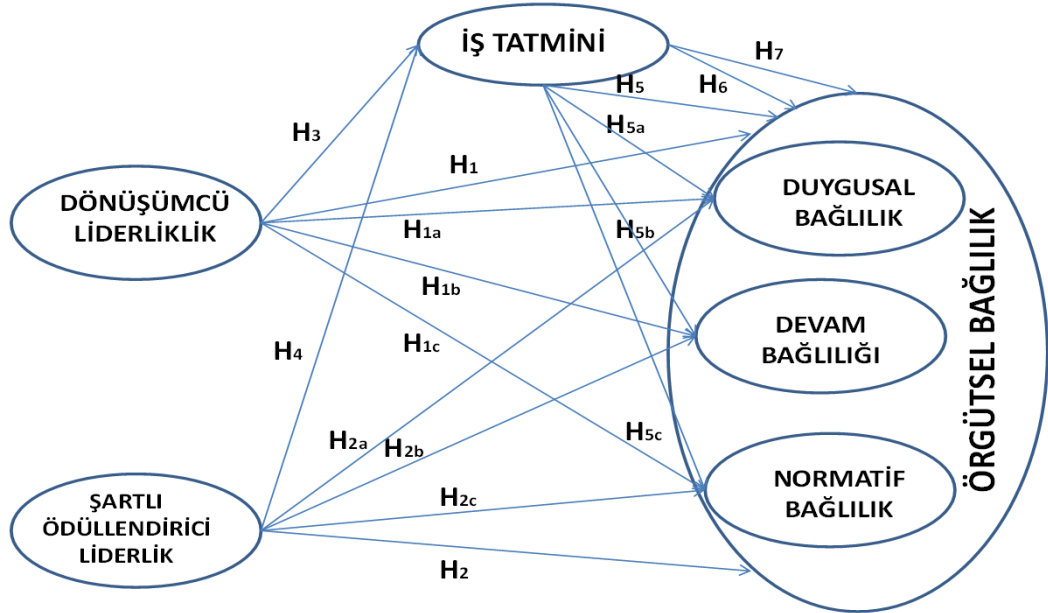 İŞ TATMİNİ
H7
H5
H6
H5a
H3
H1
DÖNÜŞÜMCÜ
LİDERLİKLİK
DUYGUSAL
BAĞLILIK
H1a
H5b
H1b
DEVAM
BAĞLILIĞI
ÖRGÜTSEL BAĞLILIK
H4
H1c
H2a
H2b
H5c
NORMATİF
BAĞLILIK
H2c
ŞARTLI
ÖDÜLLENDİRİCİ
LİDERLİK
H2